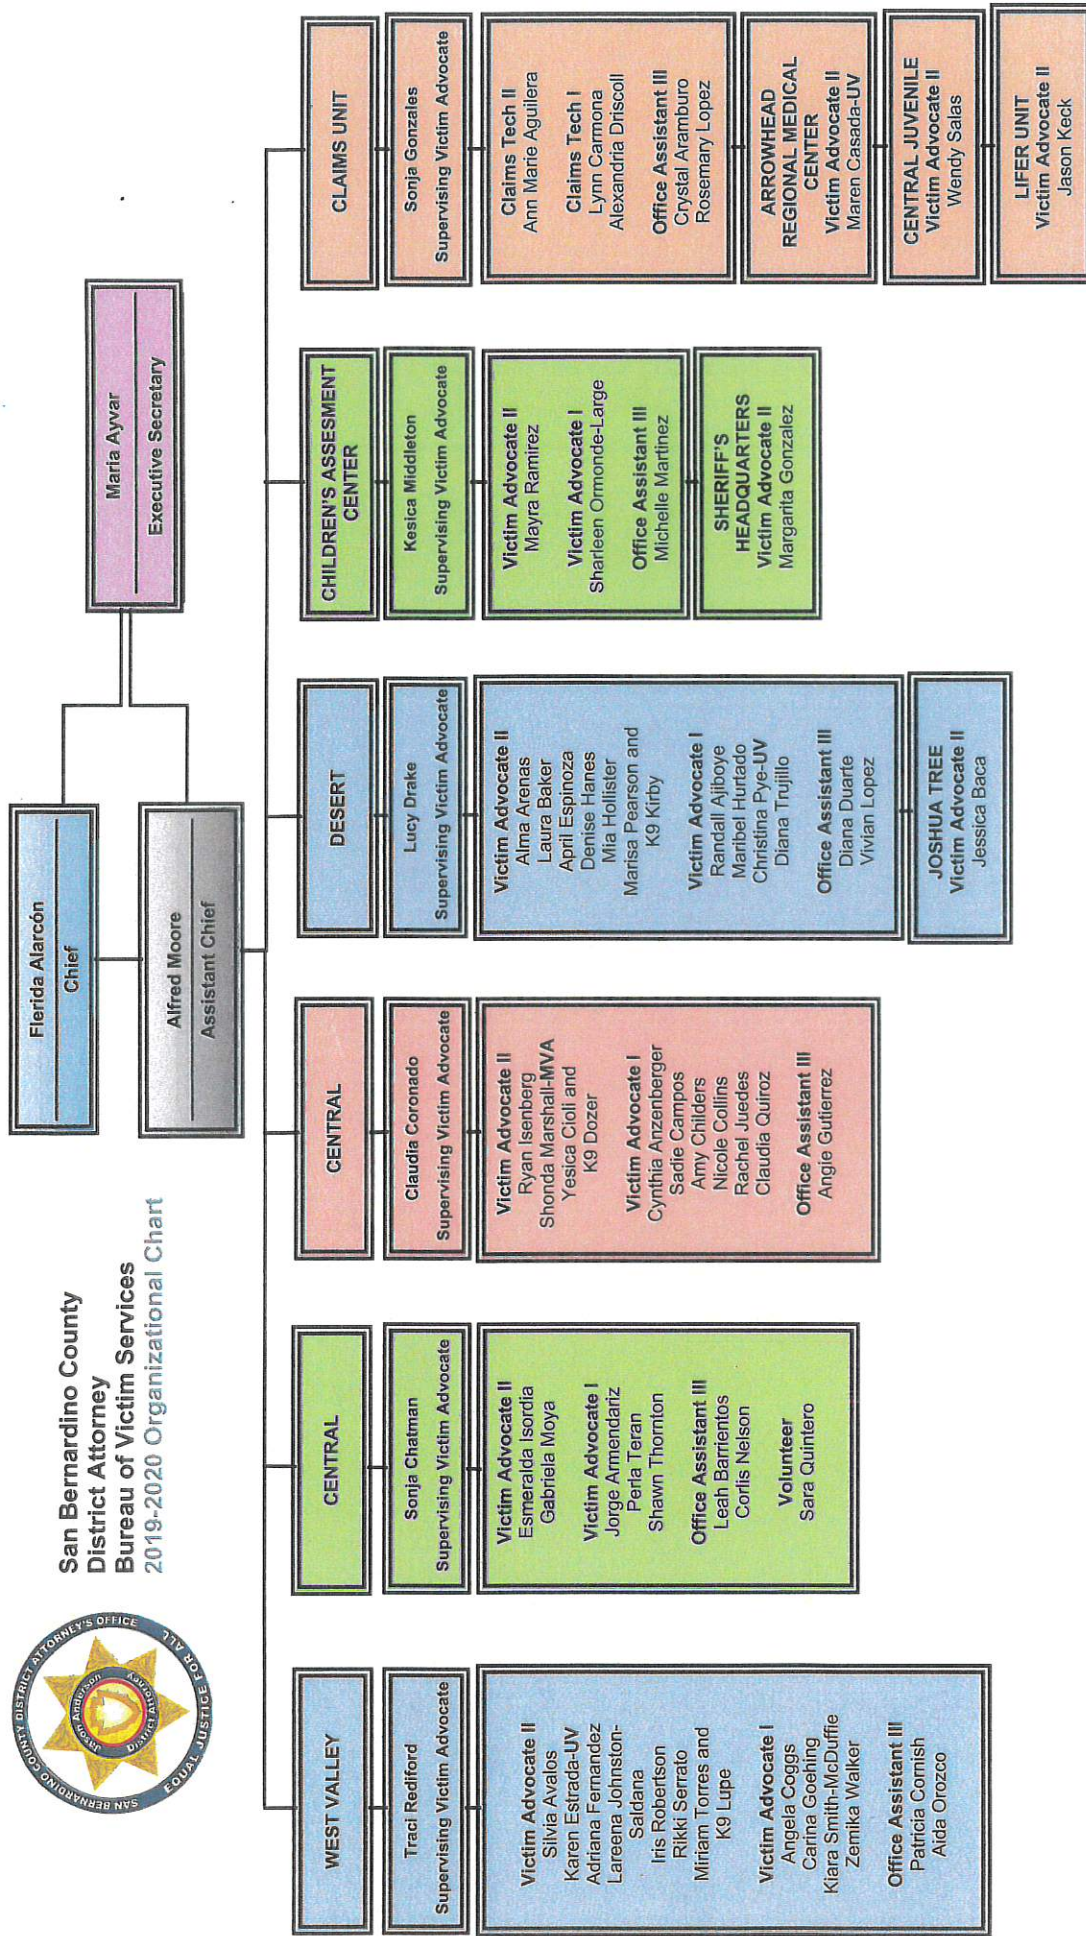 SAN BERNARDINO COUNTY DISTRICT ATTORNEY'S OFFICE
EQUAL JUSTICE FOR ALL
Jason Anderson
District Attorney
San Bernardino County
District Attorney
Bureau of Victim Services
2019-2020 Organizational Chart
Flerida Alarcón
Chief
Alfred Moore
Assistant Chief
Maria Ayvar
Executive Secretary
WEST VALLEY
Traci Rediford
Supervising Victim Advocate
Victim Advocate II
Silvia Avalos
Karen Estrada-UV
Adriana Fernandez
Lareena Johnston-
Saldana
Iris Robertson
Rikki Serrato
Miriam Torres and
K9 Lupe
Victim Advocate I
Angela Coggs
Carina Goehing
Kiara Smith-McDuffie
Zemika Walker
Office Assistant III
Patricia Cornish
Aida Orozco
CENTRAL
Sonja Chatman
Supervising Victim Advocate
Victim Advocate II
Esmeralda Isordia
Gabriela Moya
Victim Advocate I
Jorge Armendariz
Perla Teran
Shawn Thornton
Office Assistant III
Leah Barrientos
Corlis Nelson
Volunteer
Sara Quintero
CENTRAL
Claudia Coronado
Supervising Victim Advocate
Victim Advocate II
Ryan Isenberg
Shonda Marshall-MVA
Yesica Cioli and
K9 Dozer
Victim Advocate I
Cynthia Anzenberger
Sadie Campos
Amy Childers
Nicole Collins
Rachel Juedes
Claudia Quiroz
Office Assistant III
Angie Gutierrez
DESERT
Lucy Drake
Supervising Victim Advocate
Victim Advocate II
Alma Arenas
Laura Baker
April Espinoza
Denise Hanes
Mia Hollister
Marisa Pearson and
K9 Kirby
Victim Advocate I
Randall Ajiboye
Maribel Hurtado
Christina Pye-UV
Diana Trujillo
Office Assistant III
Diana Duarte
Vivian Lopez
JOSHUA TREE
Victim Advocate II
Jessica Baca
CHILDREN'S ASSESMENT
CENTER
Kesica Middleton
Supervising Victim Advocate
Victim Advocate II
Mayra Ramirez
Victim Advocate I
Sharleen Ormonde-Large
Office Assistant III
Michelle Martinez
SHERIFF'S
HEADQUARTERS
Victim Advocate II
Margarita Gonzalez
CLAIMS UNIT
Sonja Gonzales
Supervising Victim Advocate
Claims Tech II
Ann Marie Aguilera
Claims Tech I
Lynn Carmona
Alexandria Driscoll
Office Assistant III
Crystal Aramburo
Rosemary Lopez
ARROWHEAD
REGIONAL MEDICAL
CENTER
Victim Advocate II
Maren Casada-UV
CENTRAL JUVENILE
Victim Advocate II
Wendy Salas
LIFER UNIT
Victim Advocate II
Jason Keck